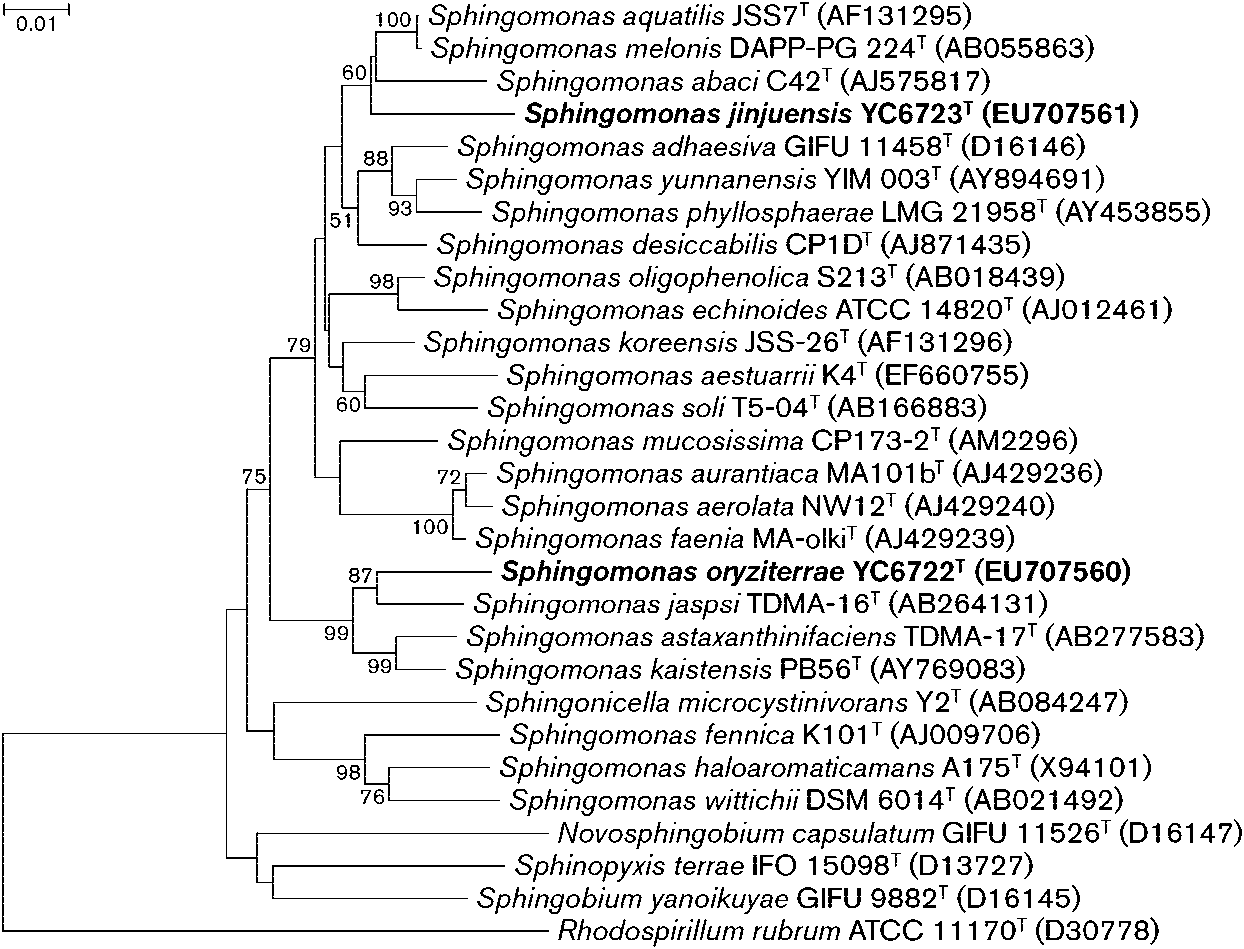 0.01
100 Sphingomonas aquatilis JSS7ᵀ (AF131295)
Sphingomonas melonis DAPP-PG 224ᵀ (AB055863)
60 Sphingomonas abaci C42ᵀ (AJ575817)
Sphingomonas jinjuensis YC6723ᵀ (EU707561)
Sphingomonas adhaesiva GIFU 11458ᵀ (D16146)
88
Sphingomonas yunnanensis YIM 003ᵀ (AY894691)
93 Sphingomonas phyllosphaerae LMG 21958ᵀ (AY453855)
51
Sphingomonas desiccabilis CP1Dᵀ (AJ871435)
98 Sphingomonas oligophenolica S213ᵀ (AB018439)
Sphingomonas echinoides ATCC 14820ᵀ (AJ012461)
79 Sphingomonas koreensis JSS-26ᵀ (AF131296)
Sphingomonas aestuarrii K4ᵀ (EF660755)
60 Sphingomonas soli T5-04ᵀ (AB166883)
Sphingomonas mucosissima CP173-2ᵀ (AM2296)
75 72 Sphingomonas aurantiaca MA101bᵀ (AJ429236)
Sphingomonas aerolata NW12ᵀ (AJ429240)
100
Sphingomonas faenia MA-olkiᵀ (AJ429239)
87 Sphingomonas oryziterrae YC6722ᵀ (EU707560)
Sphingomonas jaspsi TDMA-16ᵀ (AB264131)
99 Sphingomonas astaxanthinifaciens TDMA-17ᵀ (AB277583)
99 Sphingomonas kaistensis PB56ᵀ (AY769083)
Sphingonicella microcystinivorans Y2ᵀ (AB084247)
Sphingomonas fennica K101ᵀ (AJ009706)
98 Sphingomonas haloaromaticamans A175ᵀ (X94101)
76 Sphingomonas wittichii DSM 6014ᵀ (AB021492)
Novosphingobium capsulatum GIFU 11526ᵀ (D16147)
Sphinopyxis terrae IFO 15098ᵀ (D13727)
Sphingobium yanoikuyae GIFU 9882ᵀ (D16145)
Rhodospirillum rubrum ATCC 11170ᵀ (D30778)